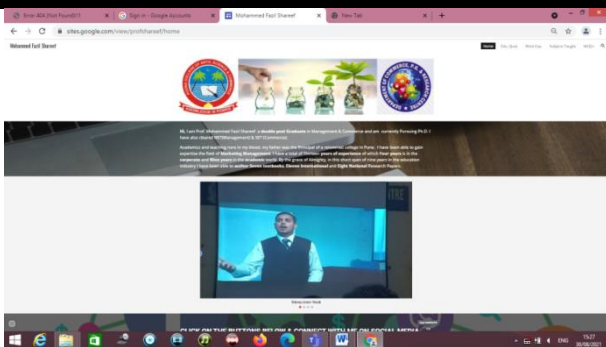 Error 404 (Not Found)!!1
Sign in - Google Accounts
Mohammed Fazil Shareef
New Tab
sites.google.com/view/profshareef/home
Mohammed Fazil Shareef
Home
Hi, I am Prof. Mohammed Fazil Shareef, a double post Graduate in Management & Commerce and am currently Pursuing Ph.D. I
have also cleared NET(Management) & SET (Commerce).
Academics and teaching runs in my blood, my father was the Principal of a renowned college in Pune. I have been able to gain
expertise the field of Marketing Management. I have a total of thirteen years of experience of which four years is in the
corporate and Nine years in the academic world. By the grace of Almighty, in this short span of nine years in the education
industry I have been able to author Seven textbooks, Eleven International and Eight National Research Papers.
CLICK ON THE BUTTONS BELOW & CONNECT WITH ME ON SOCIAL MEDIA
ENG
15:27
30/08/2021